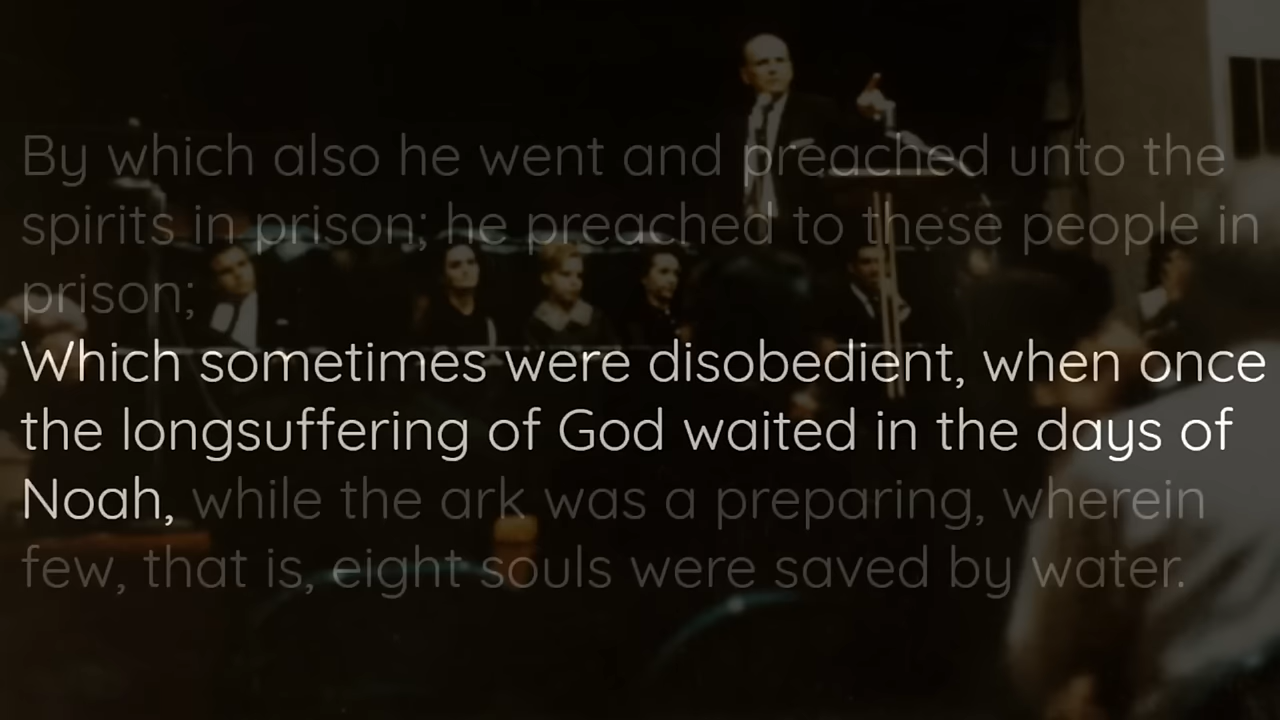 By which also he went and preached unto the
spirits in prison; he preached to these people in
prison;
Which sometimes were disobedient, when once
the longsuffering of God waited in the days of
Noah, while the ark was a preparing, wherein
few, that is, eight souls were saved by water.